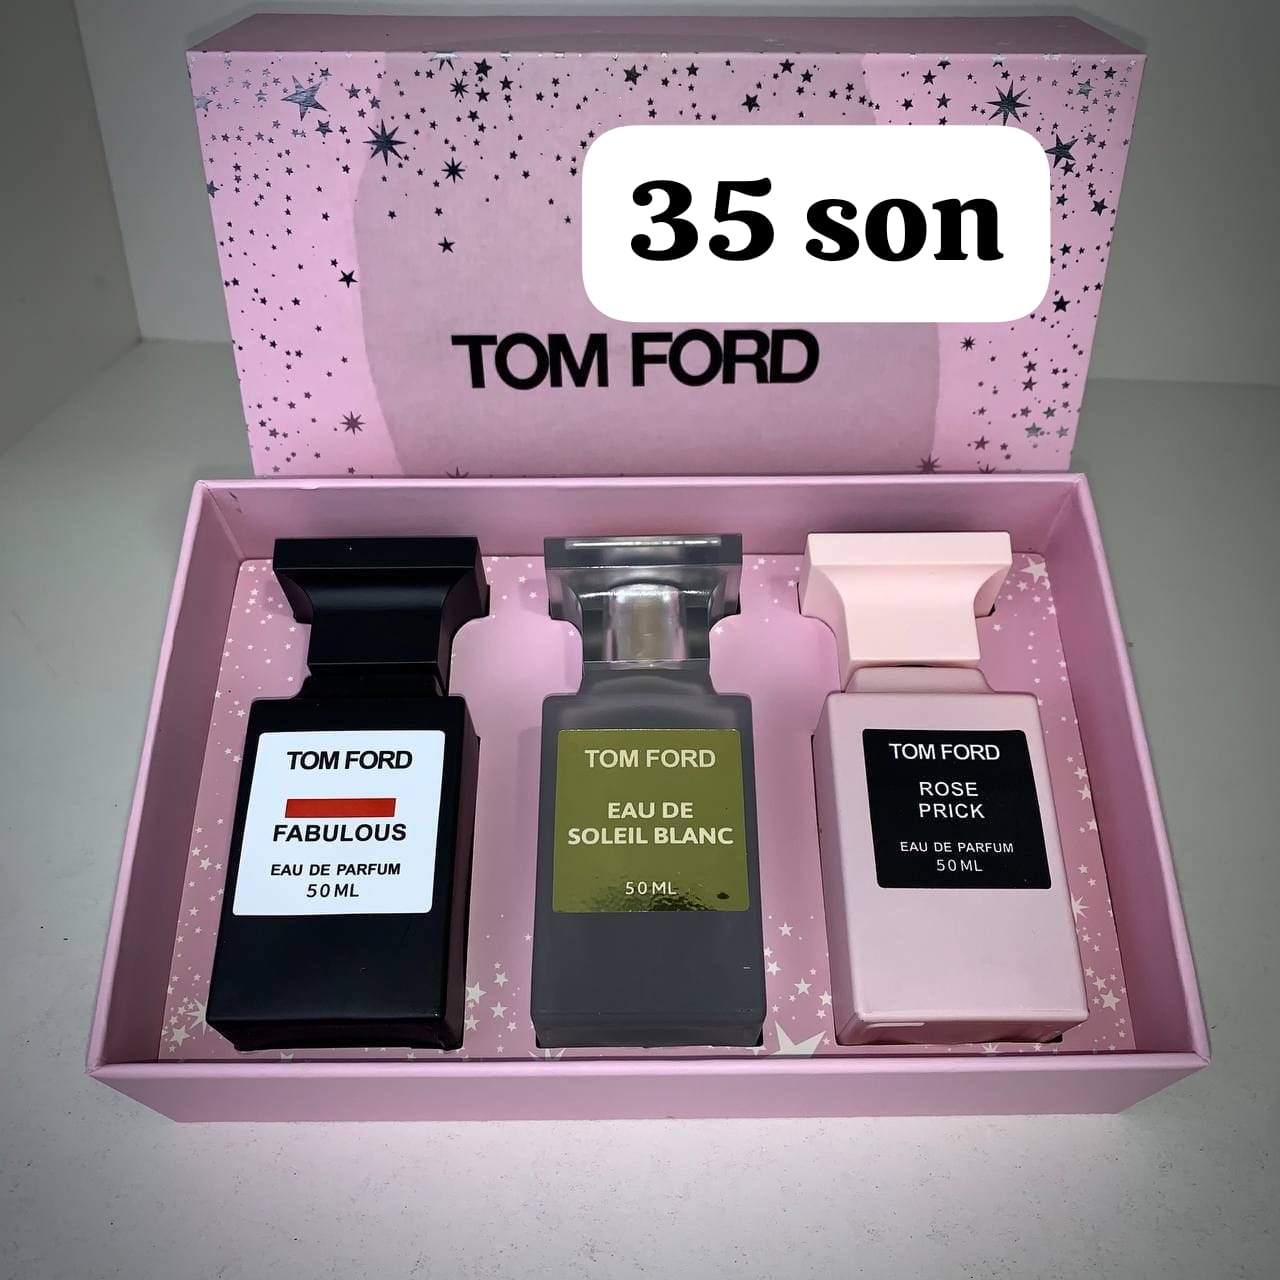 35 son
TOM FORD
TOM FORD
FABULOUS
EAU DE PARFUM
50 ML
TOM FORD
EAU DE
SOLEIL BLANC
50 ML
TOM FORD
ROSE
PRICK
EAU DE PARFUM
50 ML